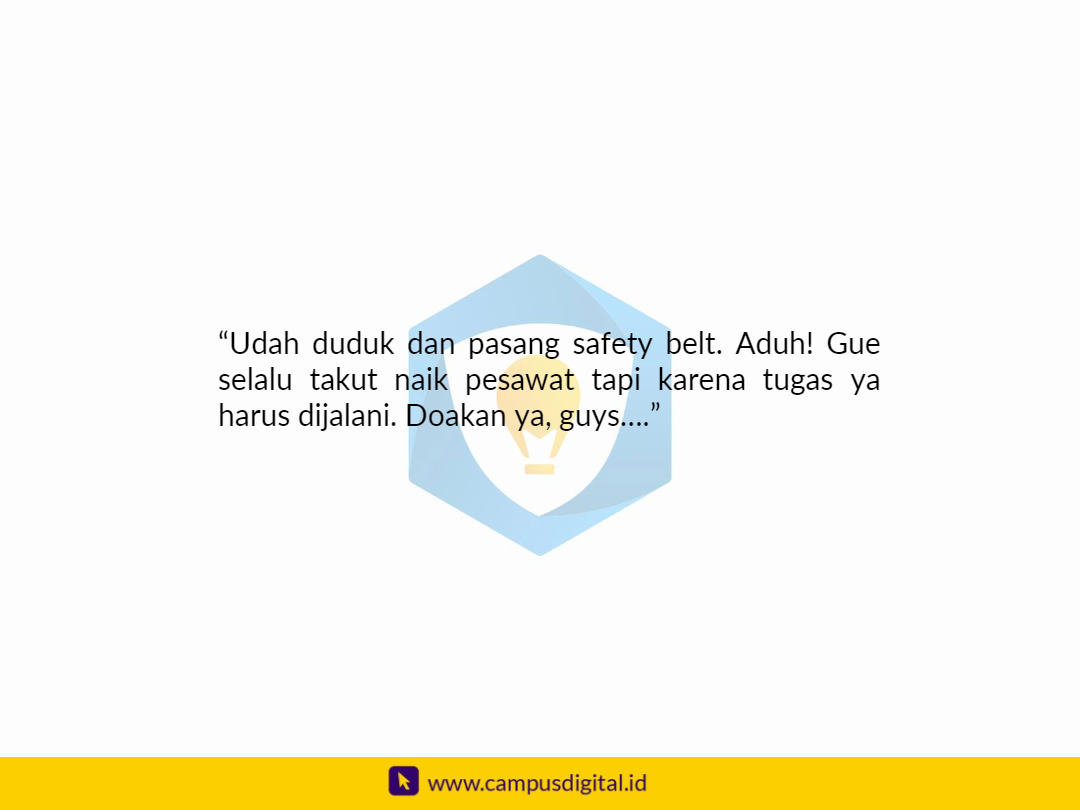 “Udah duduk dan pasang safety belt. Aduh! Gue
selalu takut naik pesawat tapi karena tugas ya
harus dijalani. Doakan ya, guys….”
www.campusdigital.id